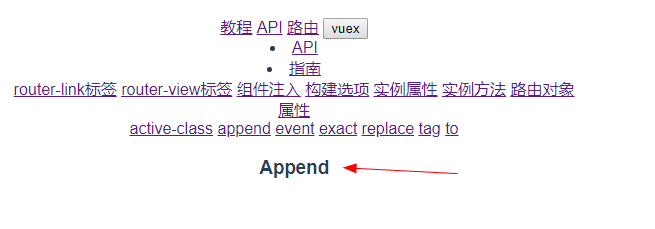 教程 API 路由 vuex
API
指南
router-link标签 router-view标签 组件注入 构建选项 实例属性 实例方法 路由对象
属性
active-class append event exact replace tag to
Append